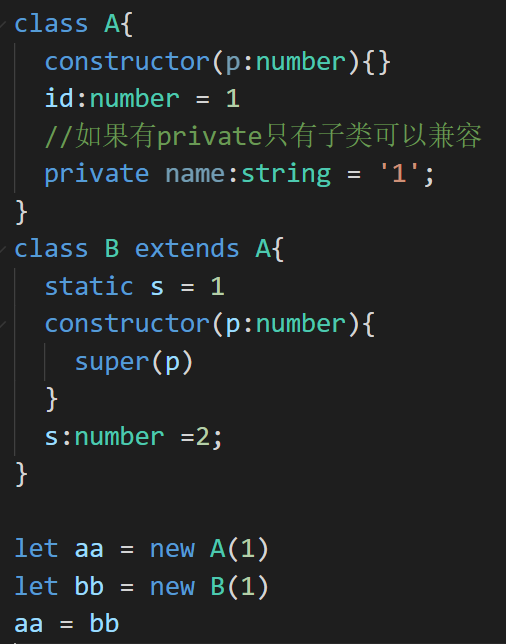 class A{
  constructor(p:number){}
  id:number = 1
  //如果有private只有子类可以兼容
  private name:string = '1';
}
class B extends A{
  static s = 1
  constructor(p:number){
    super(p)
  }
  s:number =2;
}

let aa = new A(1)
let bb = new B(1)
aa = bb